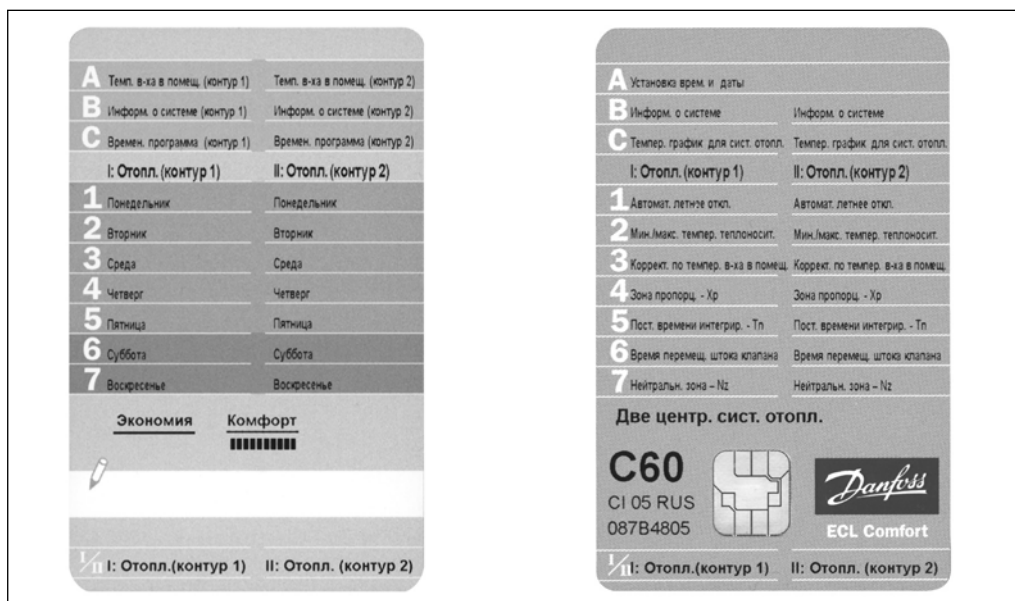 A Темп. в-ха в помещ. (контур 1) Темп. в-ха в помещ. (контур 2)
B Информ. о системе (контур 1) Информ. о системе (контур 2)
C Времен. программа (контур 1) Времен. программа (контур 2)
I: Отопл. (контур 1) II: Отопл. (контур 2)
1 Понедельник Понедельник
2 Вторник Вторник
3 Среда Среда
4 Четверг Четверг
5 Пятница Пятница
6 Суббота Суббота
7 Воскресенье Воскресенье
Экономия Комфорт
I/II I: Отопл.(контур 1) II: Отопл. (контур 2)
A Установка врем. и даты
B Информ. о системе Информ. о системе
C Темпер. график для сист. отопл. Темпер. график для сист. отопл.
I: Отопл. (контур 1) II: Отопл. (контур 2)
1 Автомат. летнее откл. Автомат. летнее откл.
2 Мин./макс. темпер. теплоносит. Мин./макс. темпер. теплоносит.
3 Коррект. по темпер. в-ха в помещ. Коррект. по темпер. в-ха в помещ.
4 Зона пропорц. - Хр Зона пропорц. - Хр
5 Пост. времени интегрир. - Tn Пост. времени интегрир. - Tn
6 Время перемещ. штока клапана Время перемещ. штока клапана
7 Нейтральн. зона – Nz Нейтральн. зона – Nz
Две центр. сист. отопл.
C60
CI 05 RUS
087B4805
Danfoss
ECL Comfort
I/II I: Отопл.(контур 1) II: Отопл. (контур 2)